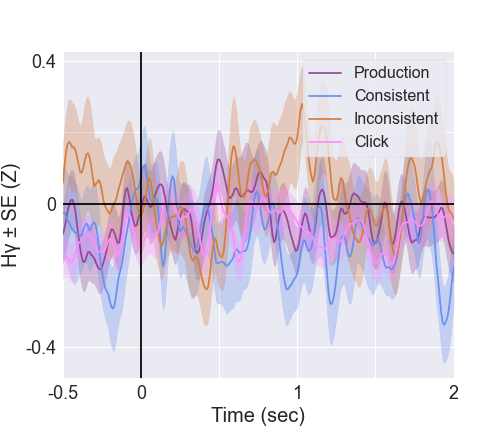 Production
Consistent
Inconsistent
Click
0.4
0
-0.4
Hγ ± SE (Z)
-0.5 0 1 2
Time (sec)